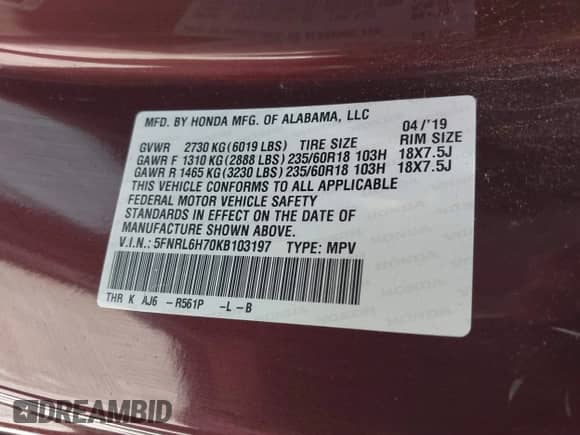 MFD. BY HONDA MFG. OF ALABAMA, LLC
04/'19
GVWR 2730 KG(6019 LBS) TIRE SIZE RIM SIZE
GAWR F 1310 KG(2888 LBS)235/60R18 103H 18X7.5J
GAWR R 1465 KG(3230 LBS)235/60R18 103H 18X7.5J
THIS VEHICLE CONFORMS TO ALL APPLICABLE
FEDERAL MOTOR VEHICLE SAFETY
STANDARDS IN EFFECT ON THE DATE OF
MANUFACTURE SHOWN ABOVE.
V.I.N.: 5FNRL6H70KB103197 TYPE: MPV
THR K AJ6 -R561P -L-B
DREAMBID